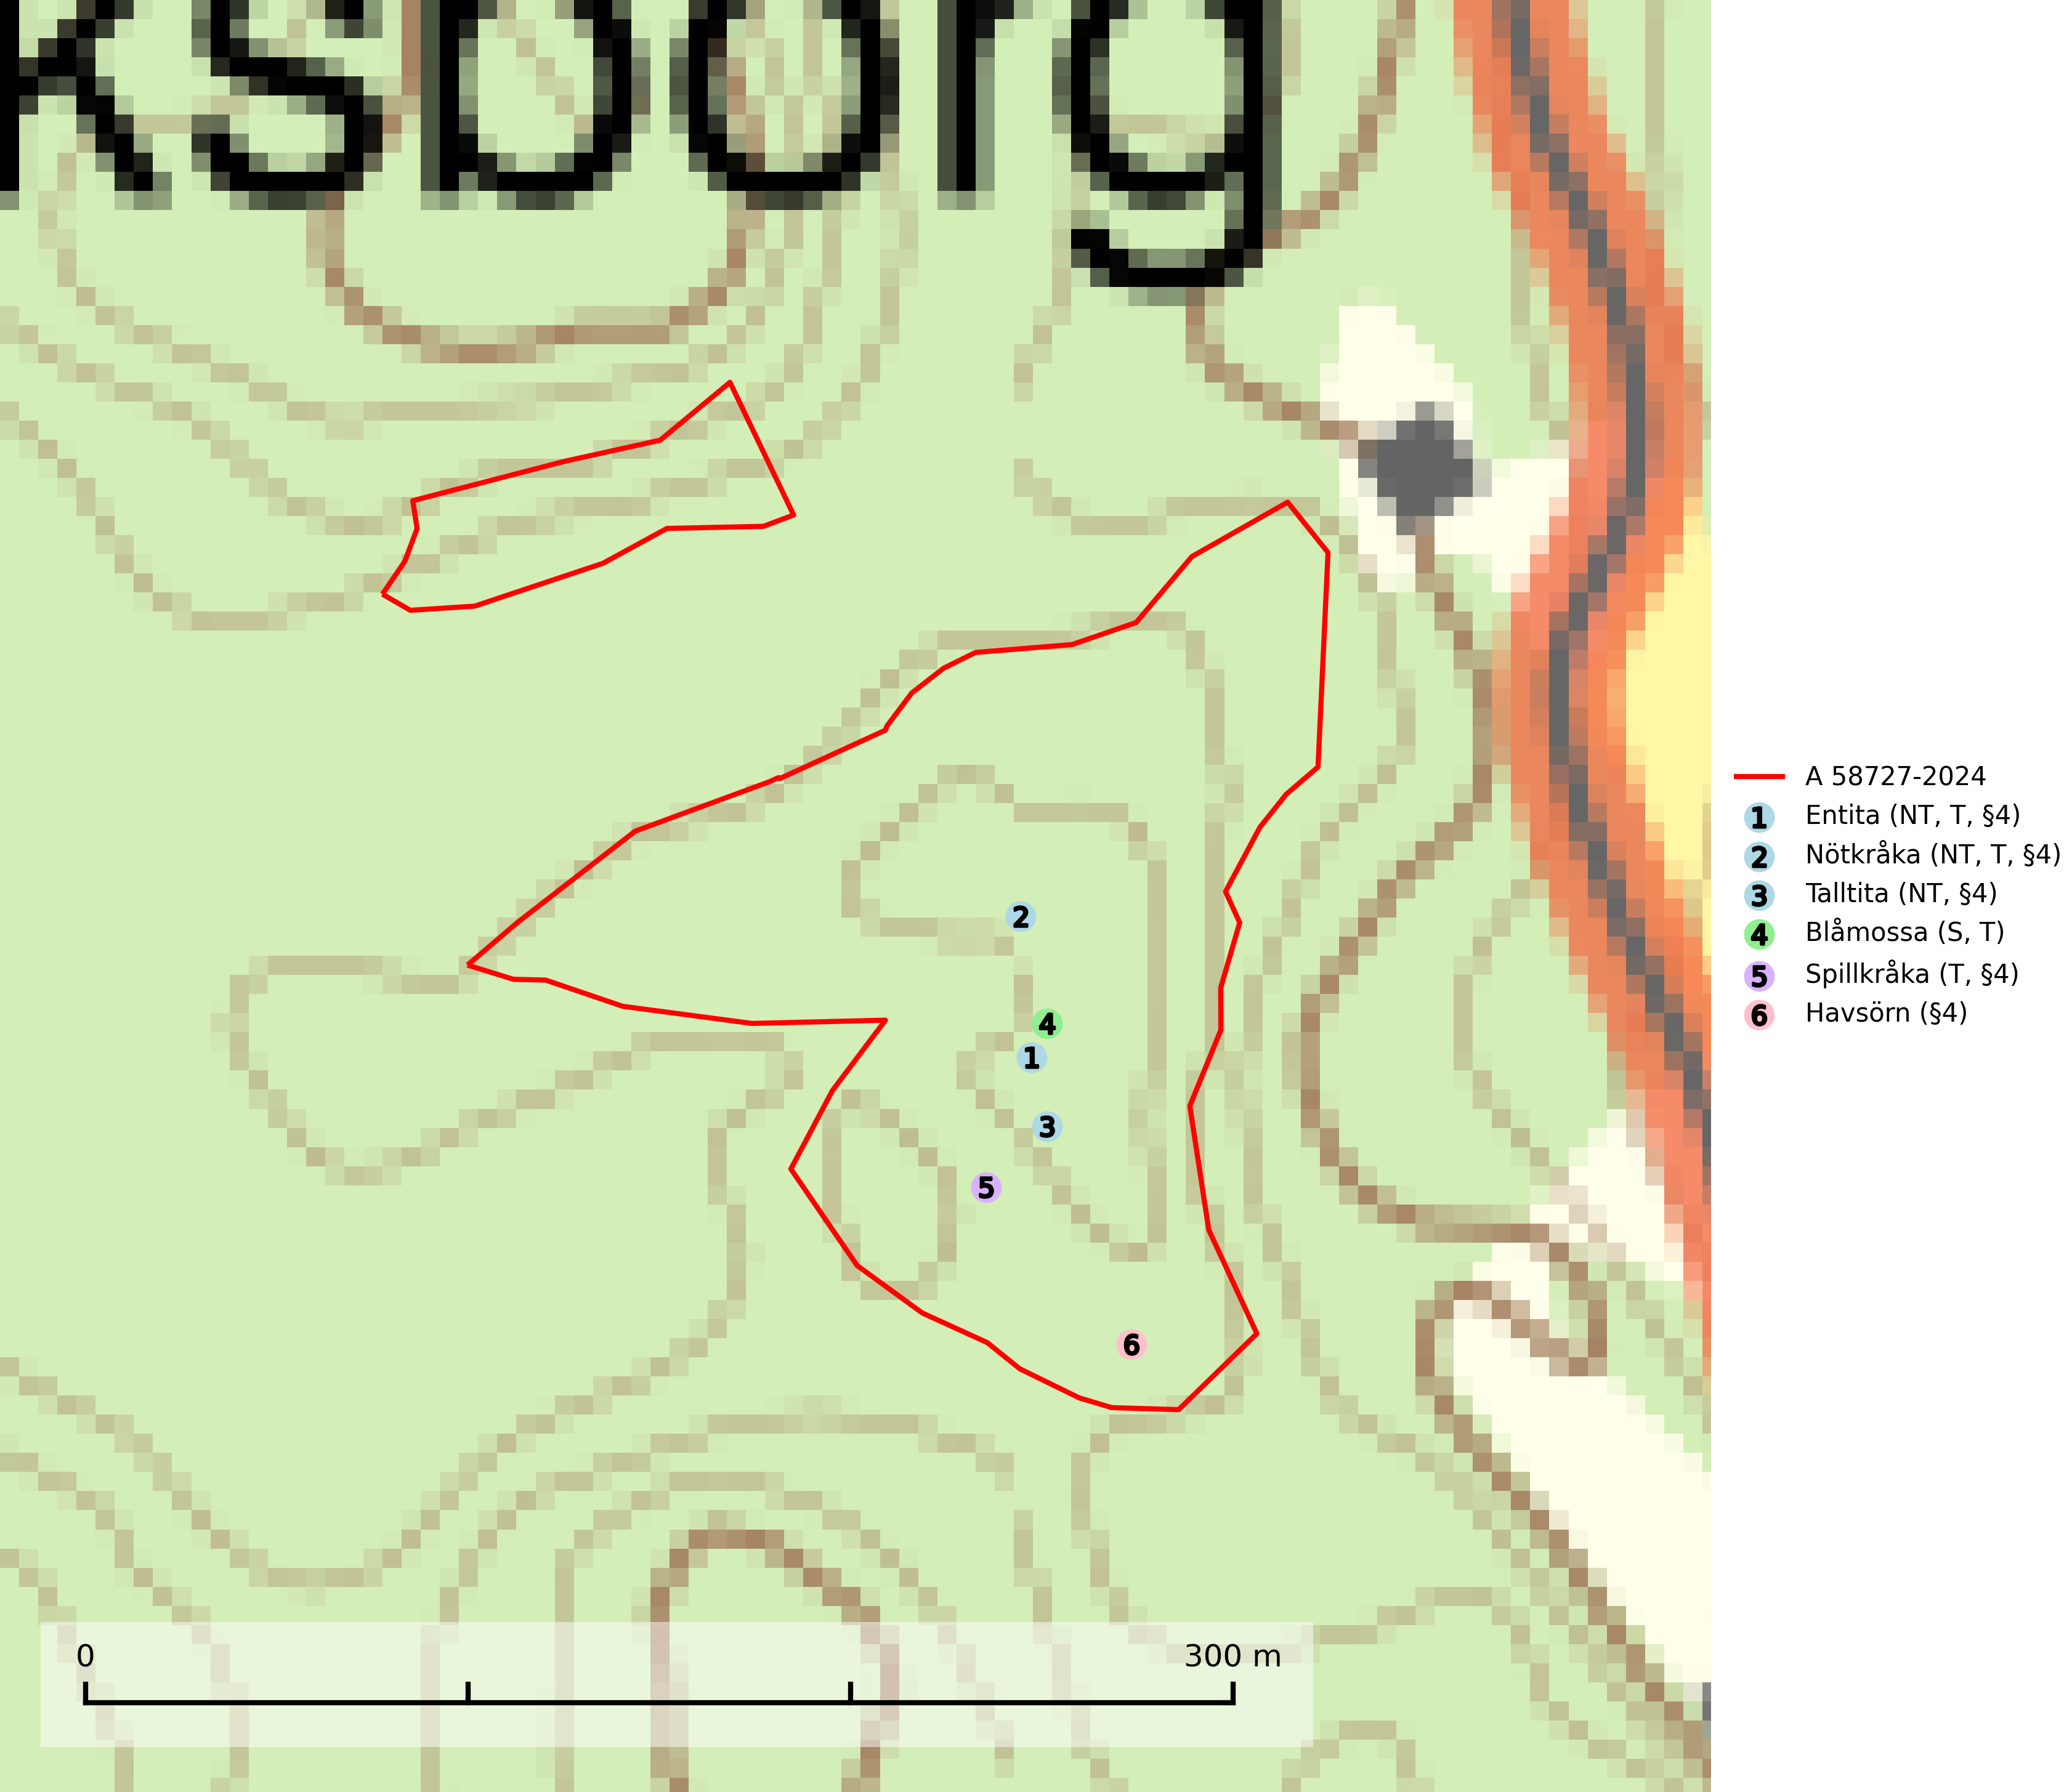 ksborg
A 58727-2024
1 Entita (NT, T, §4)
2 Nötkråka (NT, T, §4)
3 Talltita (NT, §4)
4 Blåmossa (S, T)
5 Spillkråka (T, §4)
6 Havsörn (§4)
2
4
1
3
5
6
0 300 m